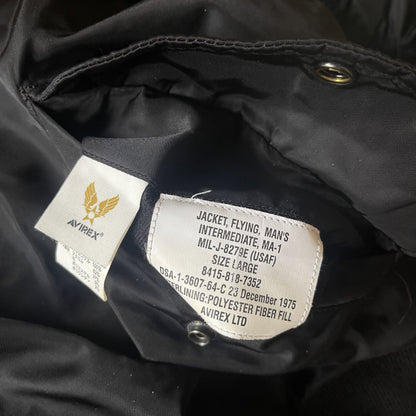 AVIREX®
JACKET, FLYING, MAN'S
INTERMEDIATE, MA-1
MIL-J-8279E (USAF)
SIZE LARGE
8415-818-7352
DSA-1-3607-64-C 23 December 1975
INTERLINING:POLYESTER FIBER FILL
AVIREX LTD